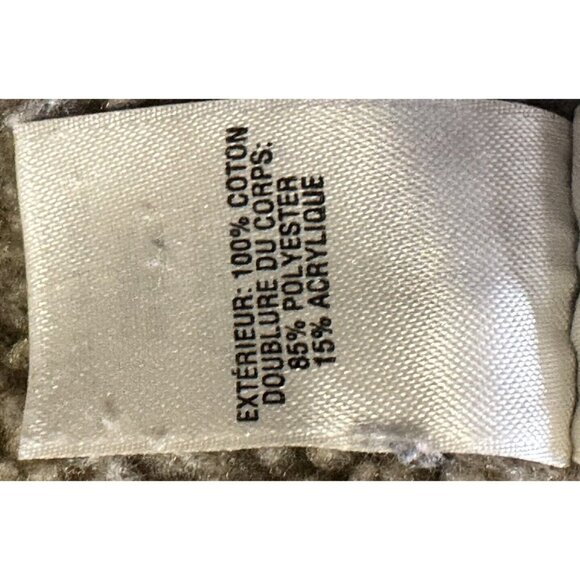 EXTÉRIEUR: 100% COTON
DOUBLURE DU CORPS:
85% POLYESTER
15% ACRYLIQUE